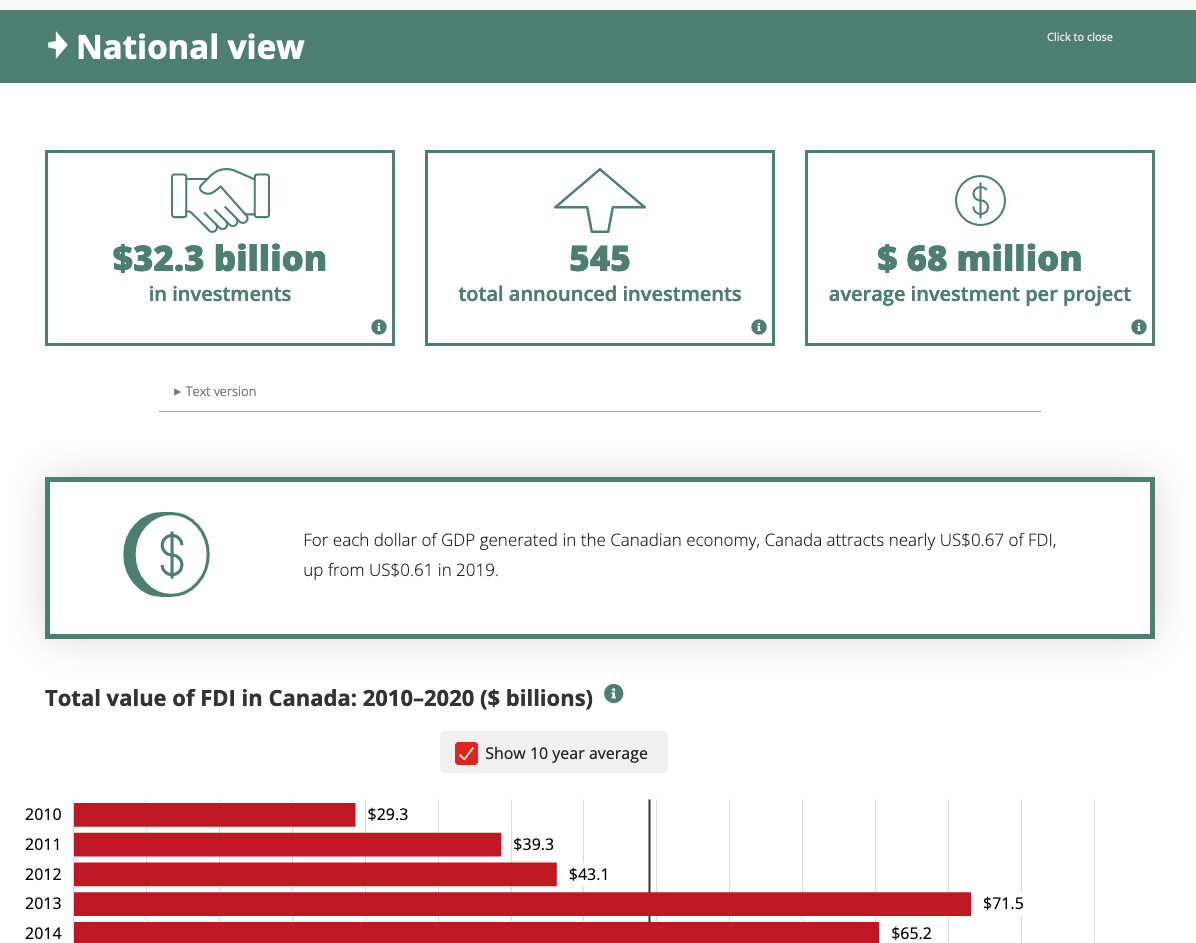 National view
Click to close
$32.3 billion
in investments
545
total announced investments
$ 68 million
average investment per project
Text version
For each dollar of GDP generated in the Canadian economy, Canada attracts nearly US$0.67 of FDI,
up from US$0.61 in 2019.
Total value of FDI in Canada: 2010–2020 ($ billions)
Show 10 year average
2010 $29.3
2011 $39.3
2012 $43.1
2013 $71.5
2014 $65.2